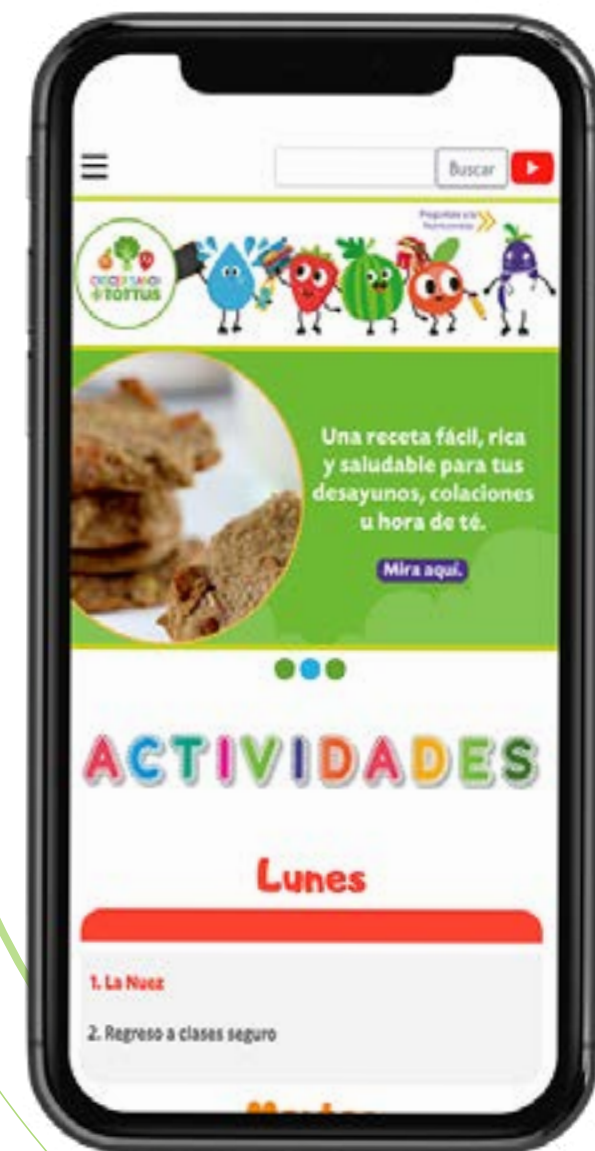 Buscar
TOTTUS
Una receta fácil, rica
y saludable para tus
desayunos, colaciones
u hora de té.
Mira aquí.
ACTIVIDADES
Lunes
1. La Nuez
2. Regreso a clases seguro